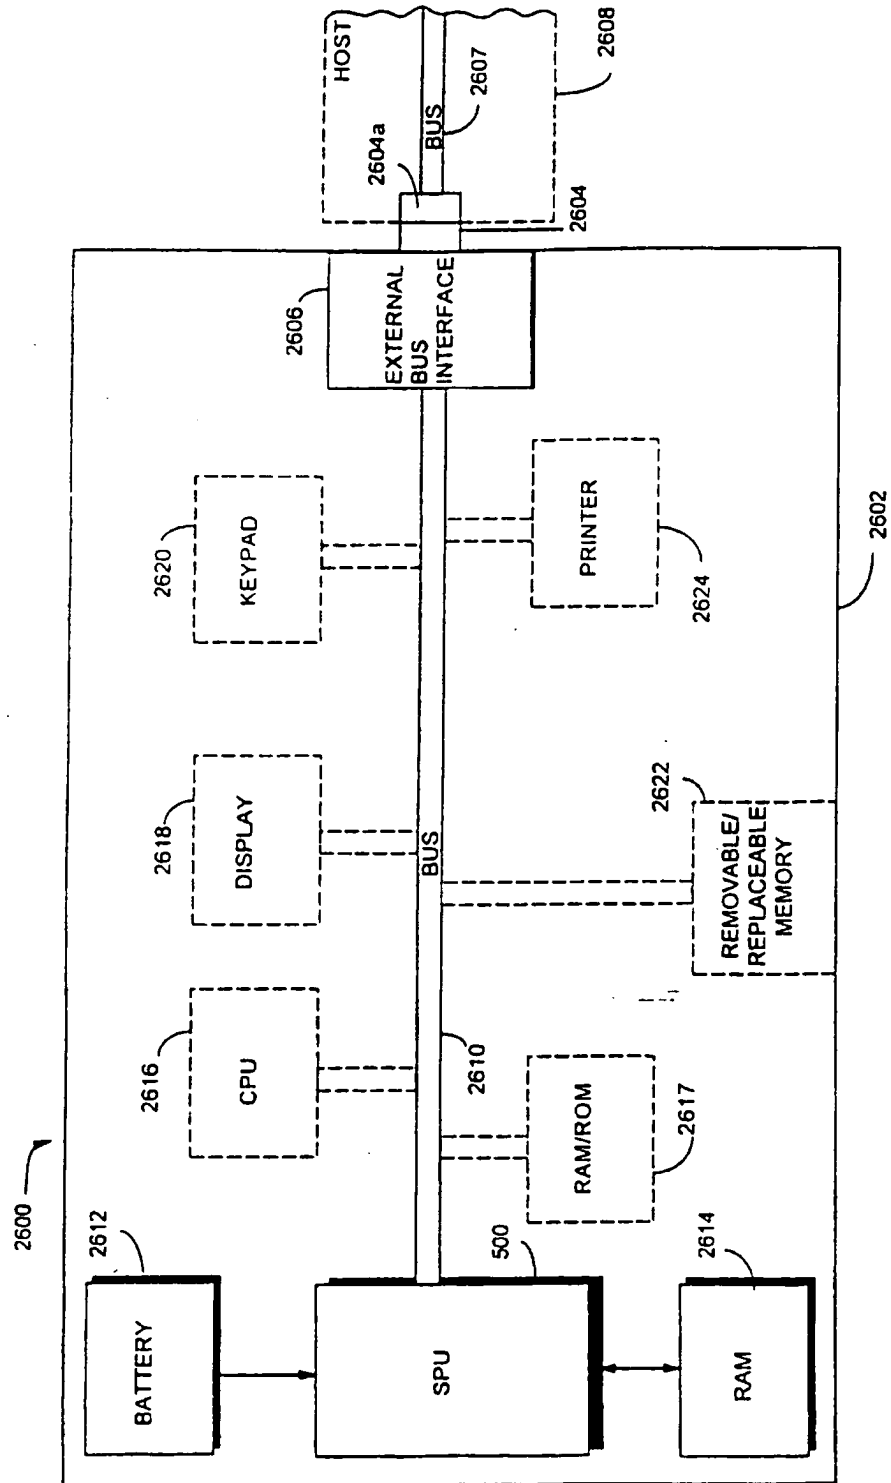 2600
2612
BATTERY
SPU
500
RAM
2614
2616
CPU
2610
RAM/ROM
2617
2618
DISPLAY
BUS
2622
REMOVABLE/
REPLACEABLE
MEMORY
2620
KEYPAD
PRINTER
2624
2602
2606
EXTERNAL
BUS
INTERFACE
2604a
2604
HOST
BUS
2607
2608